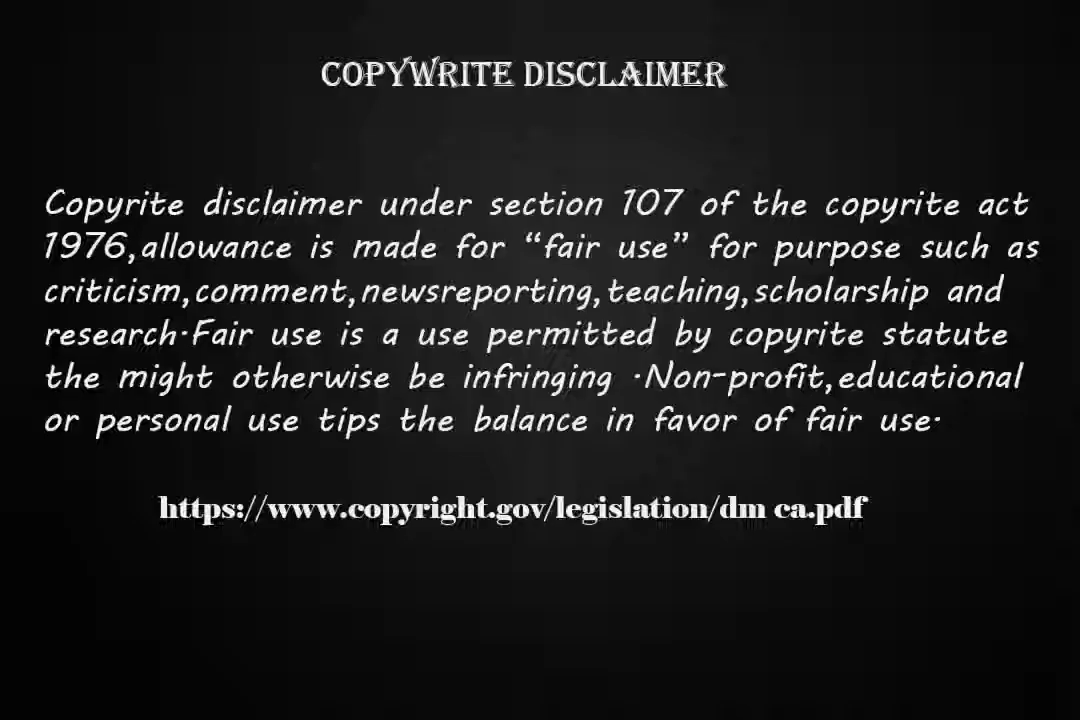 COPYWRITE DISCLAIMER
Copyrite disclaimer under section 107 of the copyrite act
1976,allowance is made for “fair use” for purpose such as
criticism,comment,newsreporting,teaching,scholarship and
research.Fair use is a use permitted by copyrite statute
the might otherwise be infringing .Non-profit,educational
or personal use tips the balance in favor of fair use.
https://www.copyright.gov/legislation/dm ca.pdf